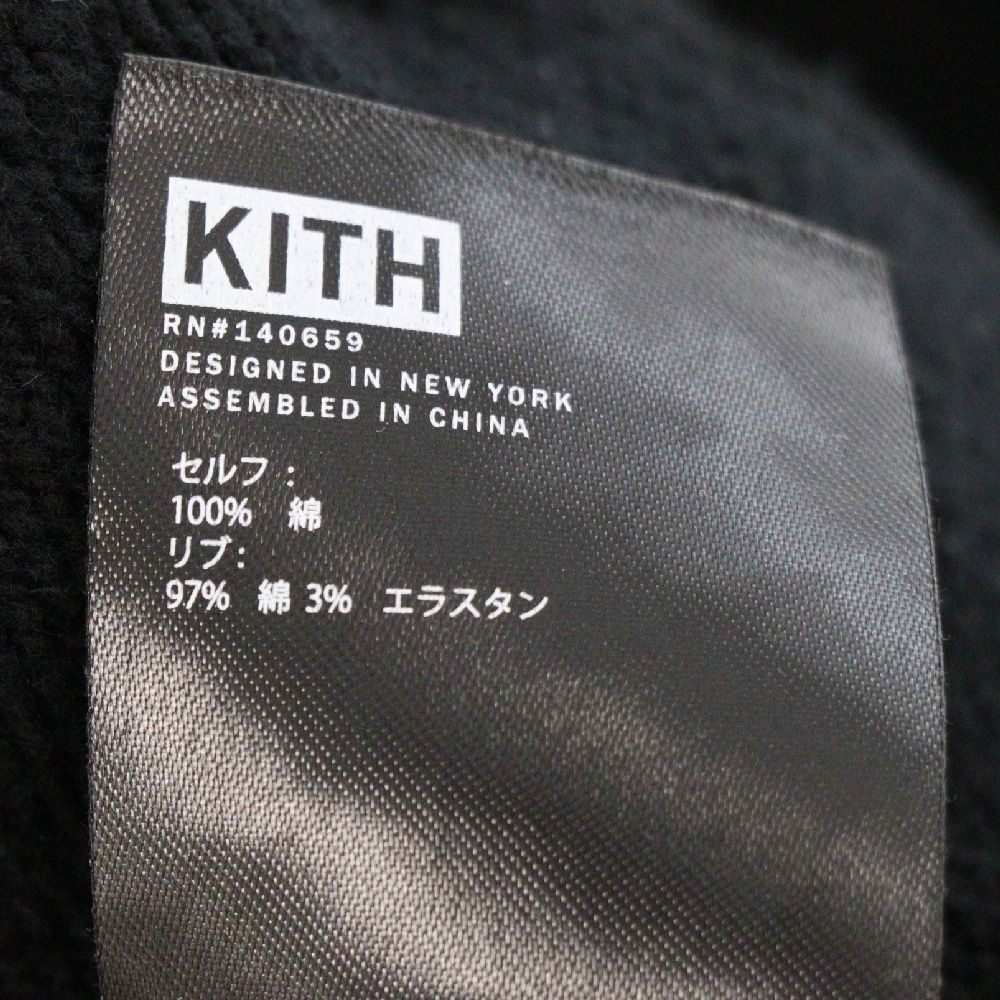 KITH
RN#140659
DESIGNED IN NEW YORK
ASSEMBLED IN CHINA
セルフ :
100% 綿
リブ:
97% 綿 3% エラスタン